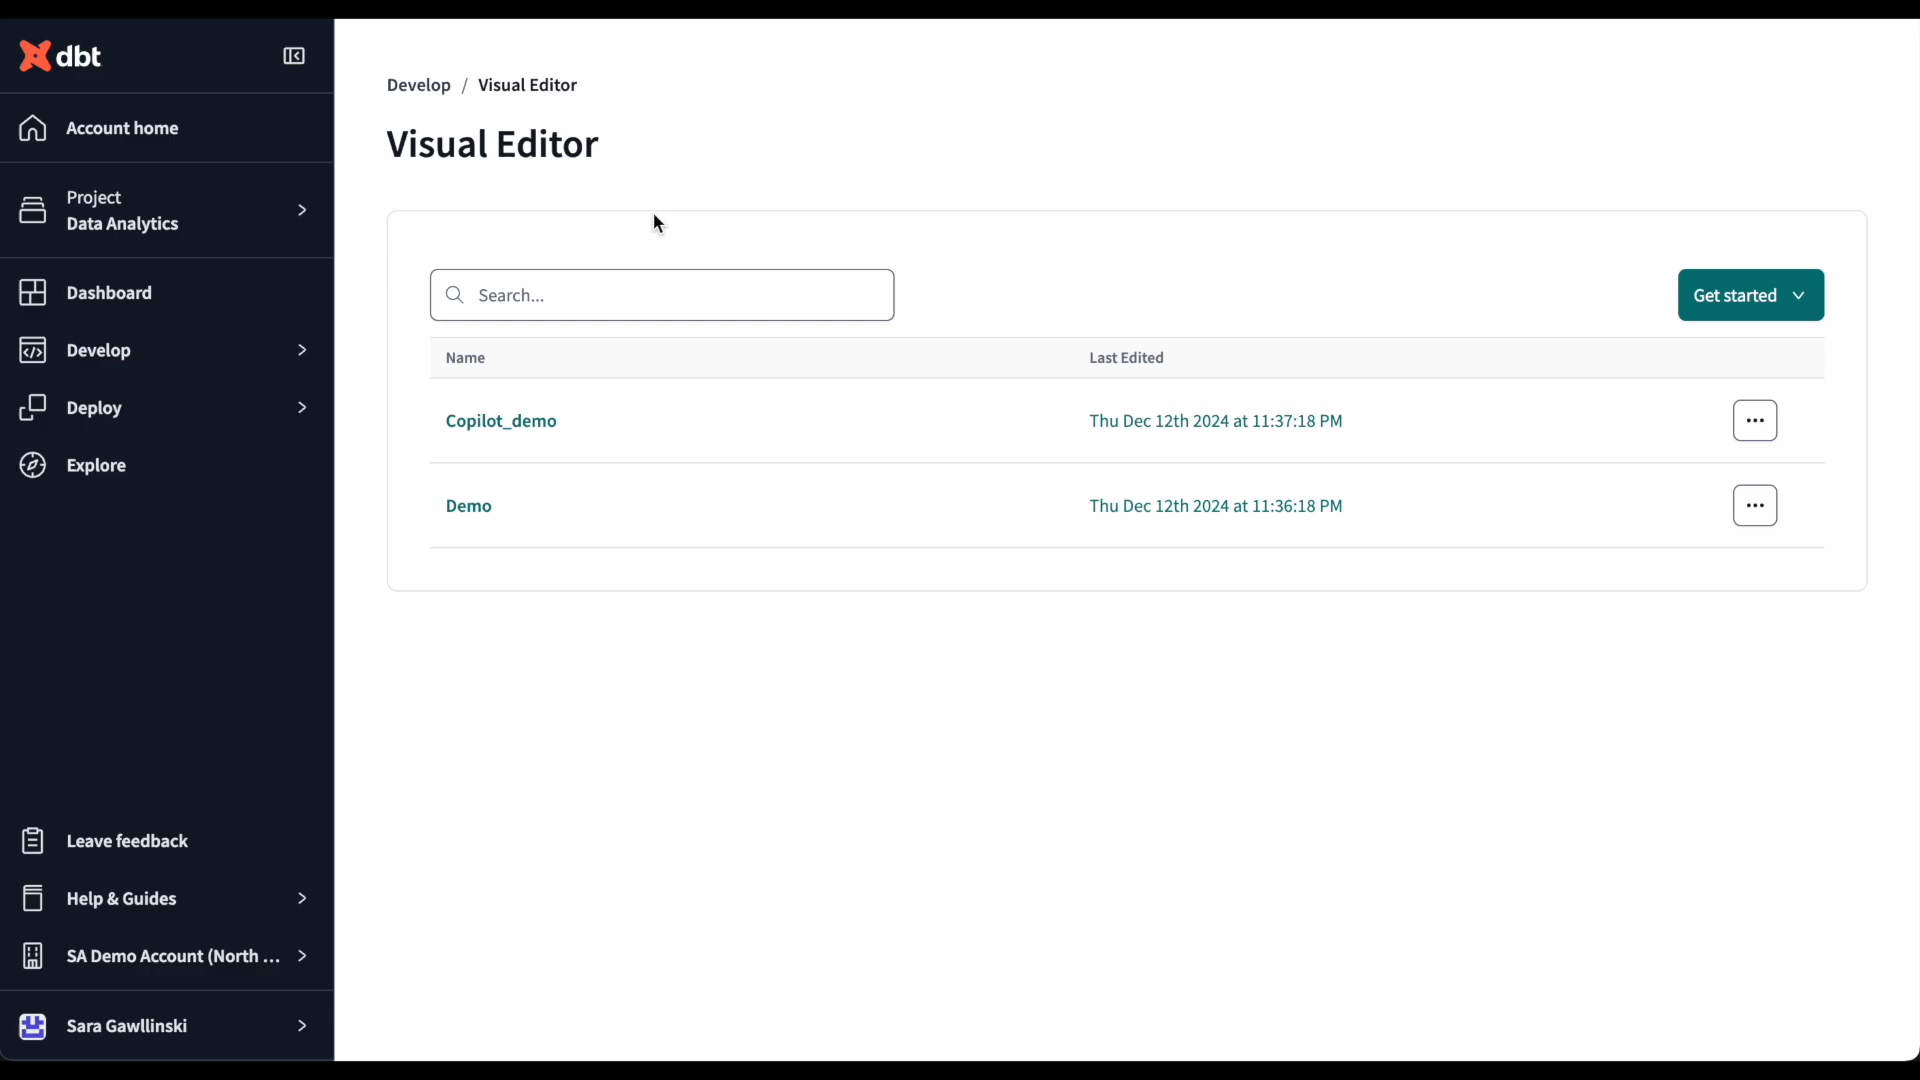 dbt
Account home
Project
Data Analytics
Dashboard
Develop
Deploy
Explore
Leave feedback
Help & Guides
SA Demo Account (North ...
Sara Gawllinski
Develop / Visual Editor
Visual Editor
Search...
Get started
Name Last Edited
Copilot_demo Thu Dec 12th 2024 at 11:37:18 PM
Demo Thu Dec 12th 2024 at 11:36:18 PM